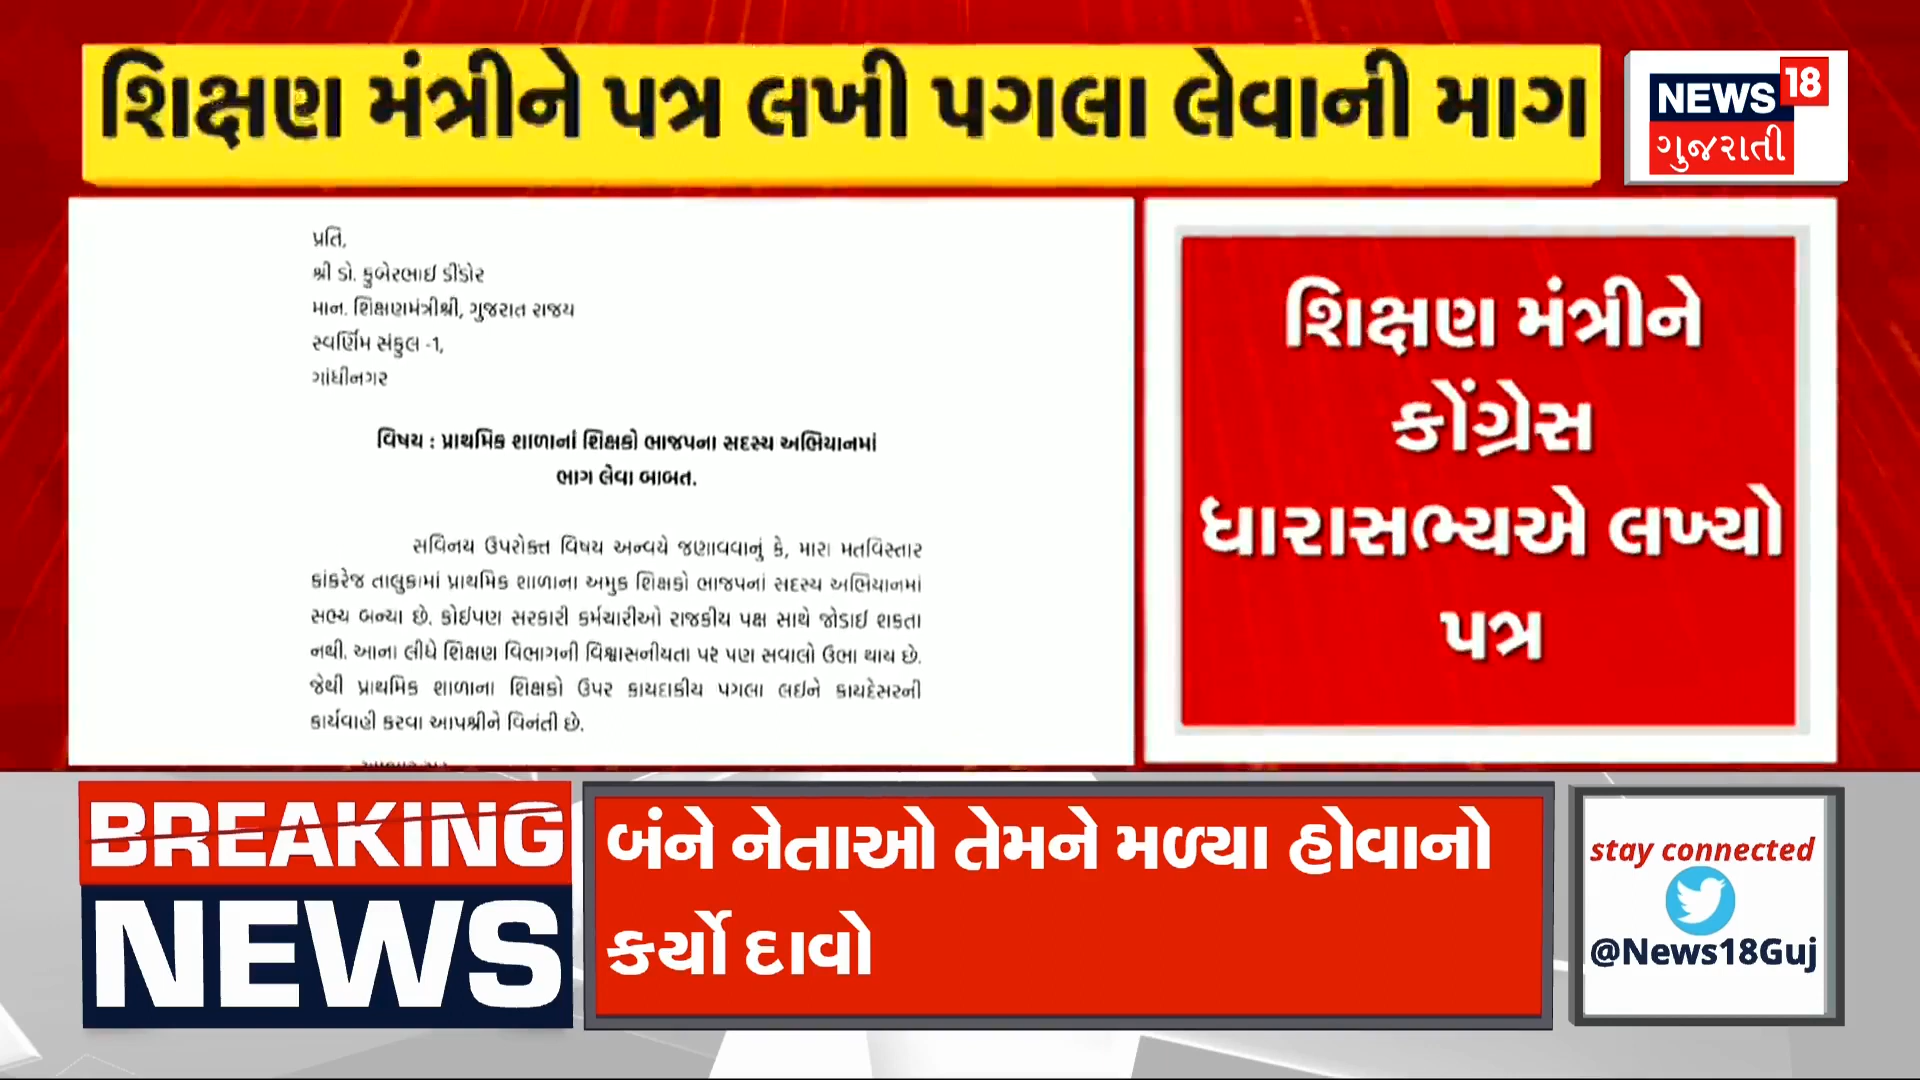 શિક્ષણ મંત્રીને પત્ર લખી પગલા લેવાની માગ
NEWS 18
ગુજરાતી
પ્રતિ,
શ્રી ડો. કુબેરભાઈ ડીંડોર
માન. શિક્ષણમંત્રીશ્રી, ગુજરાત રાજય
સ્વર્ણિમ સંકુલ -1,
ગાંધીનગર
વિષય : પ્રાથમિક શાળાનાં શિક્ષકો ભાજપના સદસ્ય અભિયાનમાં
ભાગ લેવા બાબત.
સવિનય ઉપરોક્ત વિષય અન્વયે જણાવવાનું કે, મારા મતવિસ્તાર
કાંકરેજ તાલુકામાં પ્રાથમિક શાળાના અમુક શિક્ષકો ભાજપનાં સદસ્ય અભિયાનમાં
સભ્ય બન્યા છે. કોઈપણ સરકારી કર્મચારીઓ રાજકીય પક્ષ સાથે જોડાઈ શકતા
નથી. આના લીધે શિક્ષણ વિભાગની વિશ્વાસનીયતા પર પણ સવાલો ઉભા થાય છે.
જેથી પ્રાથમિક શાળાના શિક્ષકો ઉપર કાયદાકીય પગલા લઈને કાયદેસરની
કાર્યવાહી કરવા આપશ્રીને વિનંતી છે.
શિક્ષણ મંત્રીને
કોંગ્રેસ
ધારાસભ્યએ લખ્યો
પત્ર
BREAKING
NEWS
બંને નેતાઓ તેમને મળ્યા હોવાનો
કર્યો દાવો
stay connected
@News18Guj